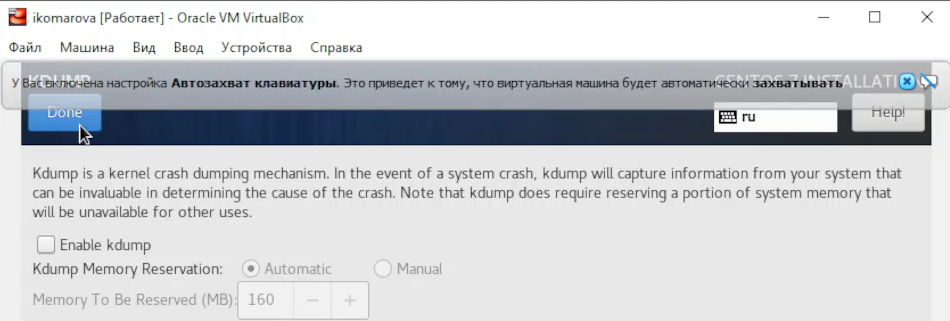 ikomarova [Работает] - Oracle VM VirtualBox
Файл Машина Вид Ввод Устройства Справка
KDUMP CENTOS 7 INSTALLATION
У Вас включена настройка Автозахват клавиатуры. Это приведет к тому, что виртуальная машина будет автоматически захватывать
Done ru Help!
Kdump is a kernel crash dumping mechanism. In the event of a system crash, kdump will capture information from your system that
can be invaluable in determining the cause of the crash. Note that kdump does require reserving a portion of system memory that
will be unavailable for other uses.
Enable kdump
Kdump Memory Reservation: Automatic Manual
Memory To Be Reserved (MB): 160 − +